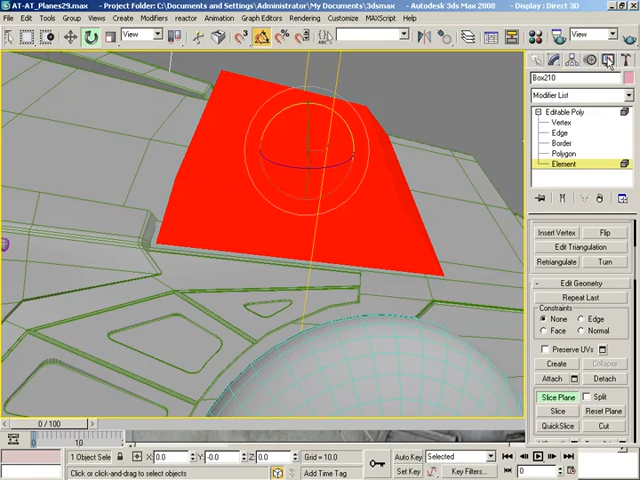 AT-AT_Planes29.max - Project Folder: C:\Documents and Settings\Administrator\My Documents\3dsmax - Autodesk 3ds Max 2008 - Display : Direct 3D
Edit Tools Group Views Create Modifiers reactor Animation Graph Editors Rendering Customize MAXScript Help
View
View
Box210
Modifier List
Editable Poly
Vertex
Edge
Border
Polygon
Element
Insert Vertex Flip
Edit Triangulation
Retriangulate Turn
Edit Geometry
Repeat Last
Constraints
None Edge
Face Normal
Preserve UVs
Create Collapse
Attach Detach
Slice Plane Split
Slice Reset Plane
QuickSlice Cut
0 / 100
0 10 100
1 Object Selec X: 0.0 Y: -0.0 Z: 0.0 Grid = 10.0
Click or click-and-drag to select objects Add Time Tag
Auto Key Selected
Set Key Key Filters... 0